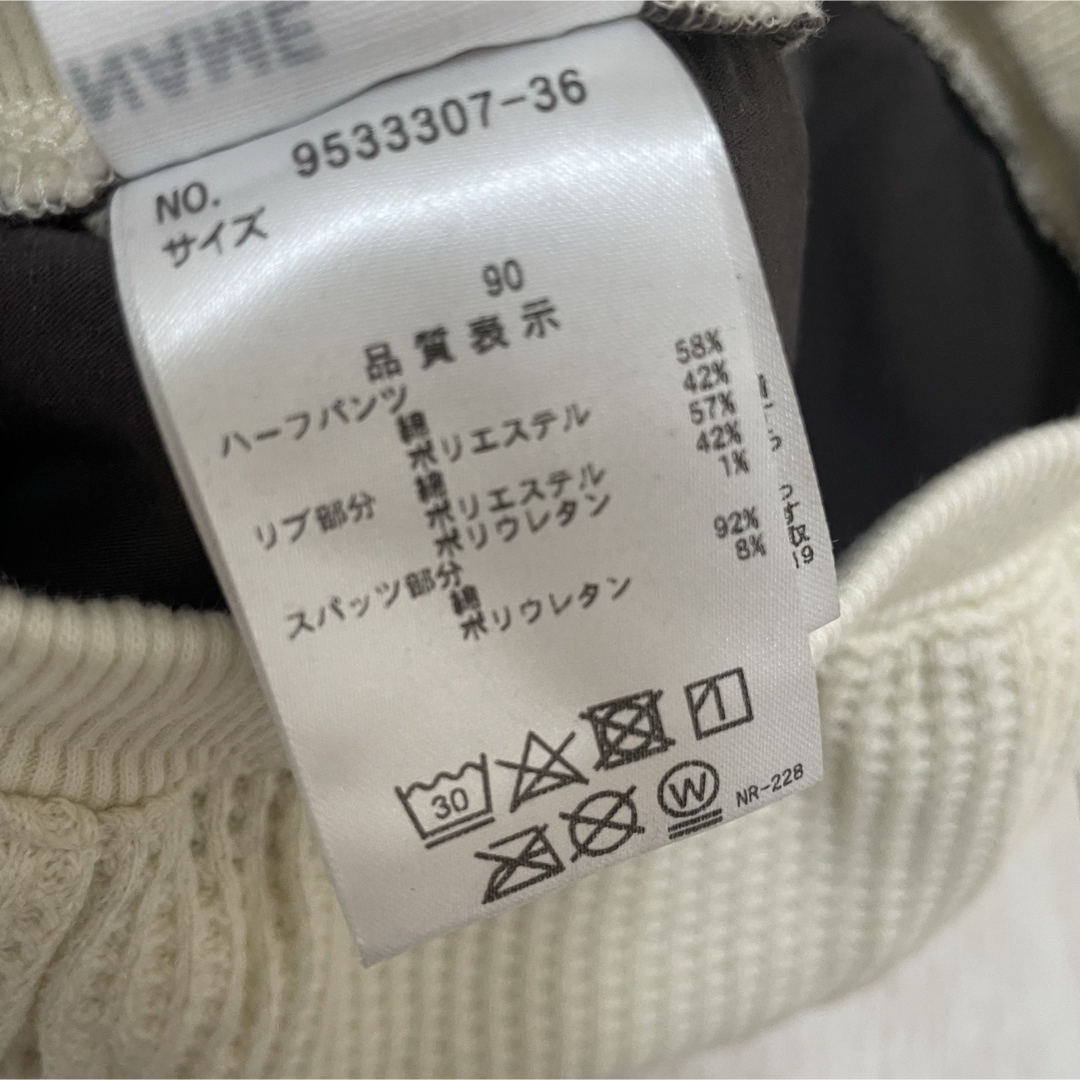 NAME
NO. 9533307-36
サイズ
90
品質表示
ハーフパンツ
綿 58%
ポリエステル 42%
リブ部分 綿 57%
ポリエステル 42%
ポリウレタン 1%
スパッツ部分
綿 92%
ポリウレタン 8%
30
W
NR-228